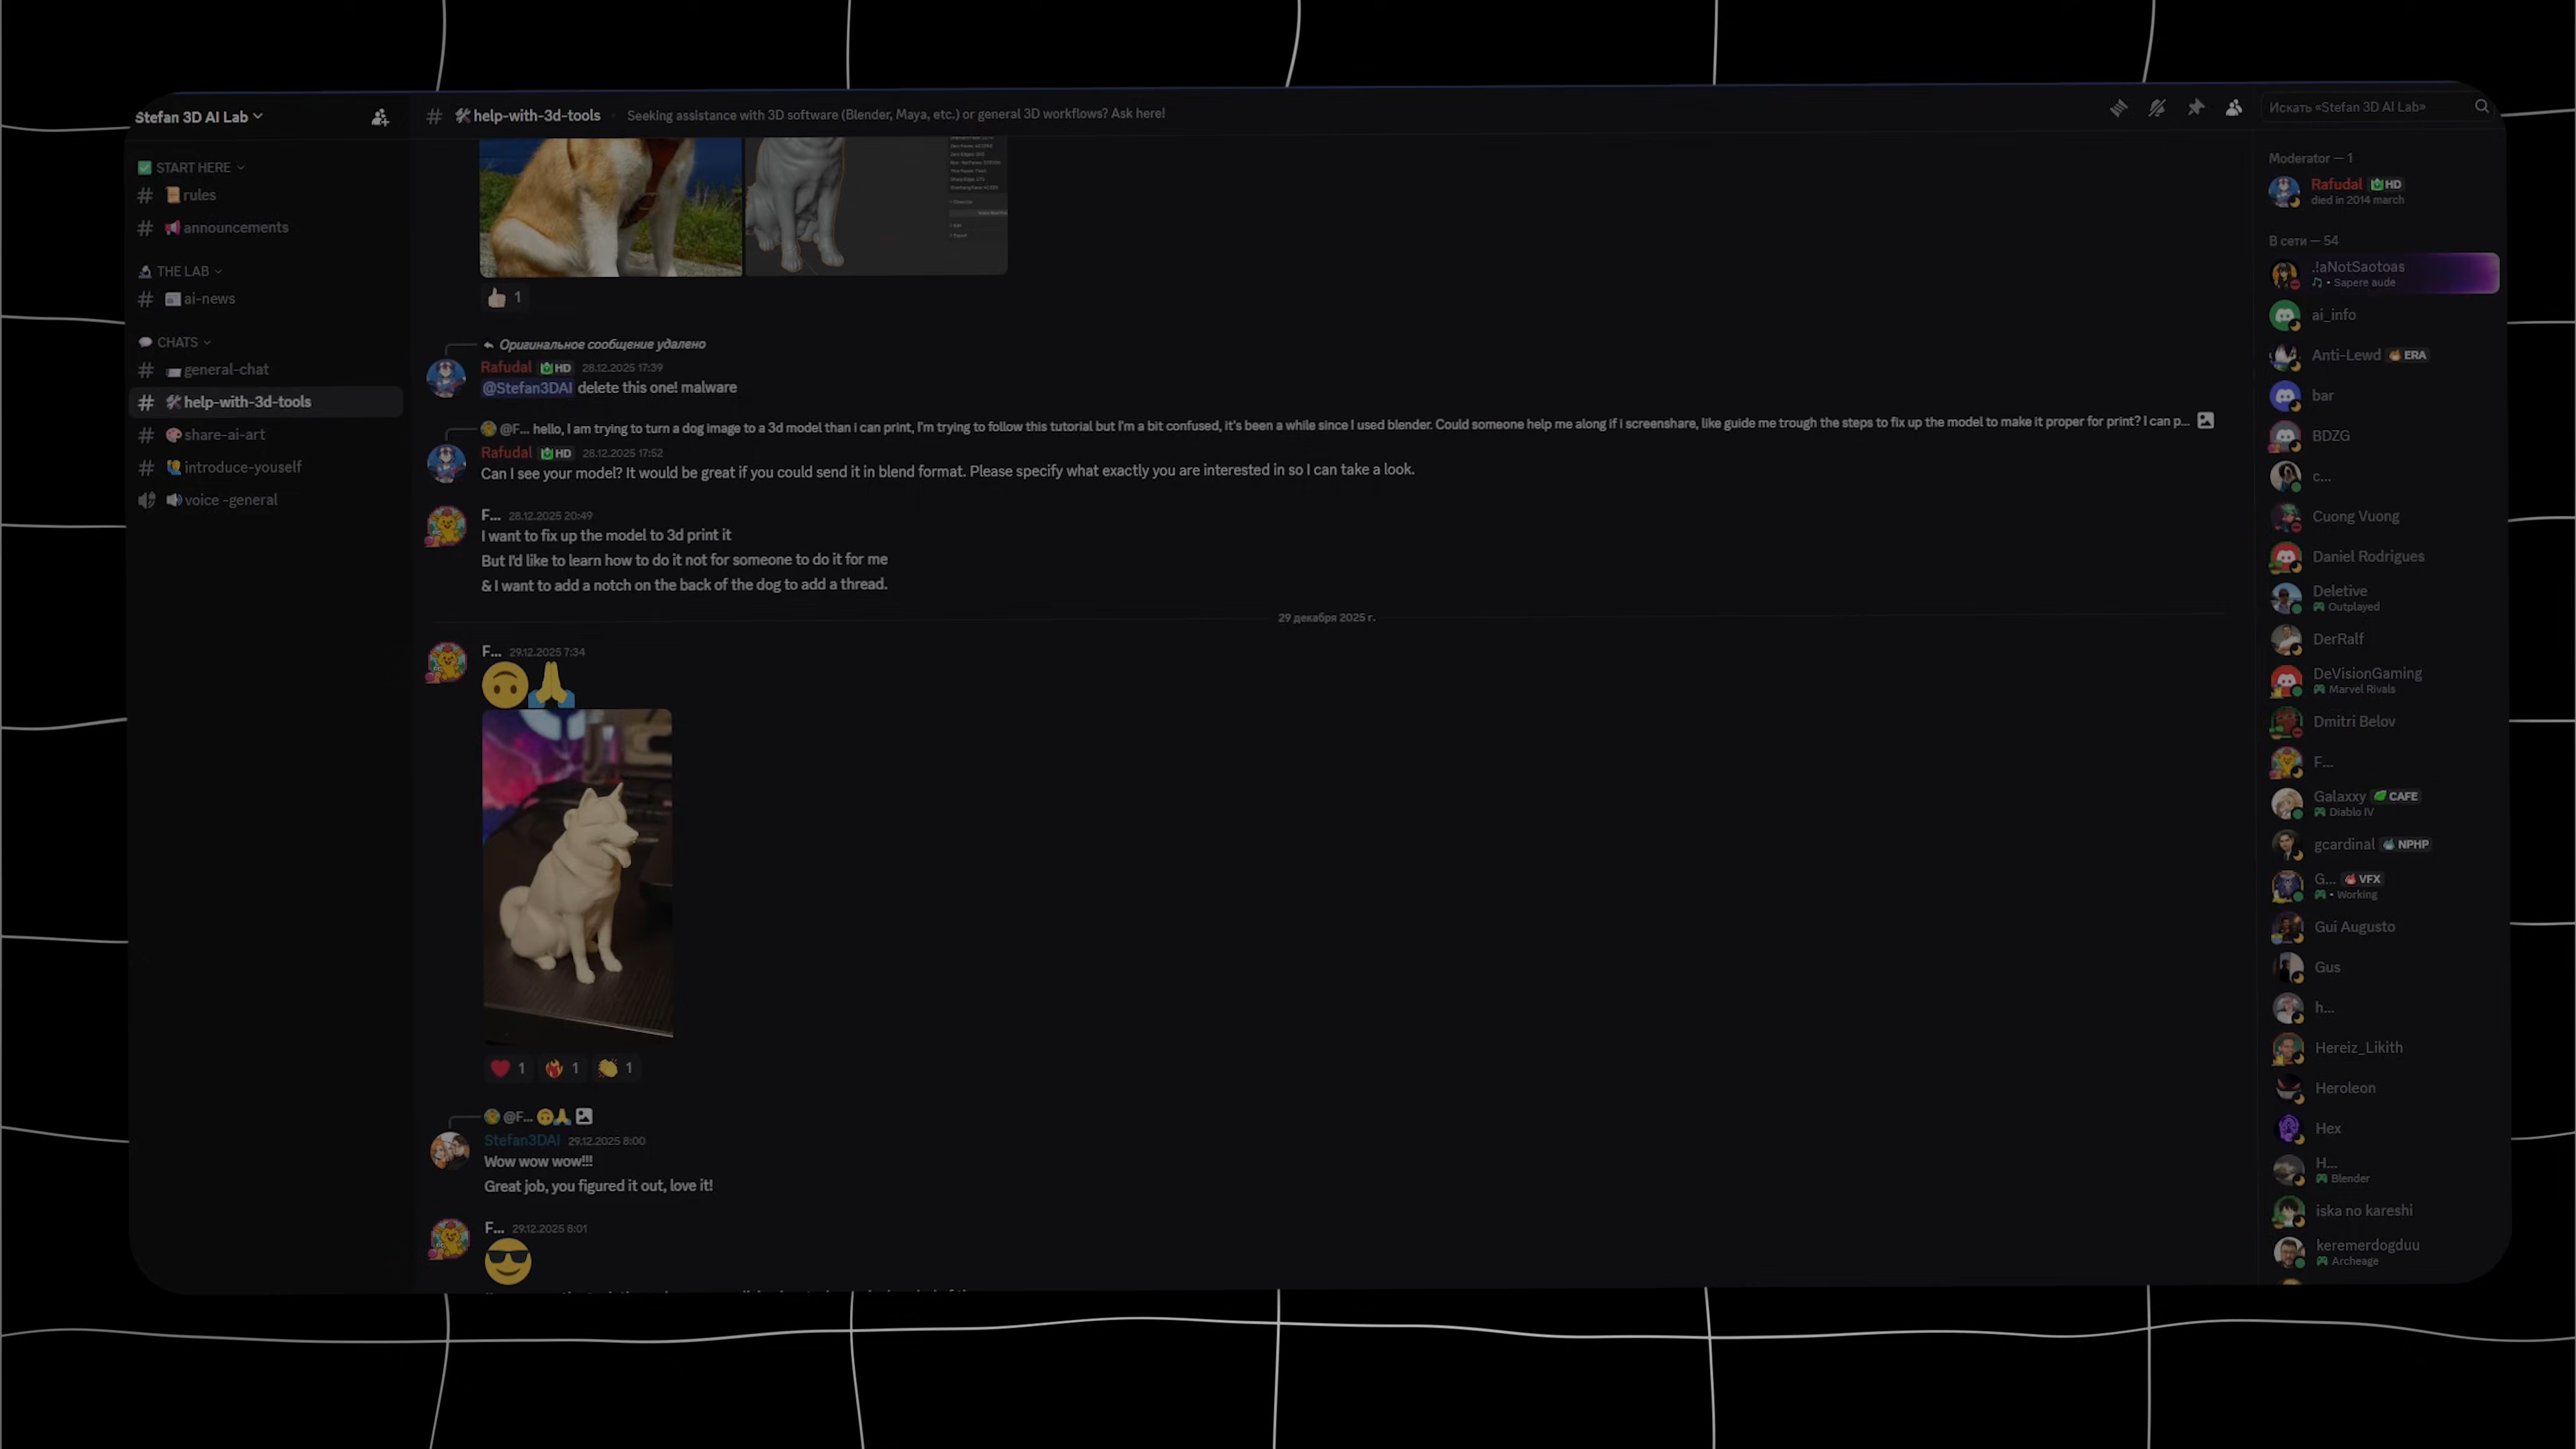 Stefan 3D AI Lab
START HERE
# rules
# announcements
THE LAB
# ai-news
CHATS
# general-chat
# help-with-3d-tools
# share-ai-art
# introduce-youself
voice -general
# help-with-3d-tools
Seeking assistance with 3D software (Blender, Maya, etc.) or general 3D workflows? Ask here!
Искать «Stefan 3D AI Lab»
1
Оригинальное сообщение удалено
Rafudal HD 28.12.2025 17:39
@Stefan3DAI delete this one! malware
@F... hello, I am trying to turn a dog image to a 3d model than i can print, I'm trying to follow this tutorial but I'm a bit confused, it's been a while since I used blender. Could someone help me along if i screenshare, like guide me trough the steps to fix up the model to make it proper for print? I can p...
Rafudal HD 28.12.2025 17:52
Can I see your model? It would be great if you could send it in blend format. Please specify what exactly you are interested in so I can take a look.
F... 28.12.2025 20:49
I want to fix up the model to 3d print it
But I'd like to learn how to do it not for someone to do it for me
& I want to add a notch on the back of the dog to add a thread.
29 декабря 2025 г.
F... 29.12.2025 7:34
1 1 1
@F...
Stefan3DAI 29.12.2025 8:00
Wow wow wow!!!
Great job, you figured it out, love it!
F... 29.12.2025 8:01
Moderator — 1
Rafudal HD
died in 2014 march
В сети — 54
.!aNotSaotoas
• Sapere aude
ai_info
Anti-Lewd ERA
bar
BDZG
c...
Cuong Vuong
Daniel Rodrigues
Deletive
Outplayed
DerRalf
DeVisionGaming
Marvel Rivals
Dmitri Belov
F...
Galaxxy CAFE
Diablo IV
gcardinal NPHP
G... VFX
• Working
Gui Augusto
Gus
h...
Hereiz_Likith
Heroleon
Hex
H...
Blender
iska no kareshi
keremerdogduu
Archeage